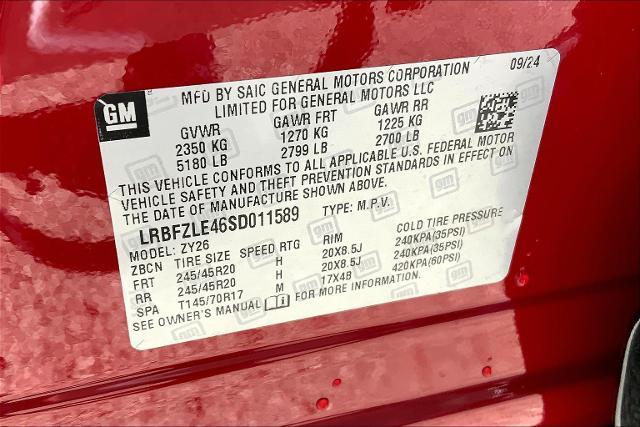 GM
MFD BY SAIC GENERAL MOTORS CORPORATION 09/24
LIMITED FOR GENERAL MOTORS LLC
GVWR GAWR FRT GAWR RR
2350 KG 1270 KG 1225 KG
5180 LB 2799 LB 2700 LB
THIS VEHICLE CONFORMS TO ALL APPLICABLE U.S. FEDERAL MOTOR
VEHICLE SAFETY AND THEFT PREVENTION STANDARDS IN EFFECT ON
THE DATE OF MANUFACTURE SHOWN ABOVE.
LRBFZLE46SD011589 TYPE: M.P.V.
MODEL: ZY26
ZBCN TIRE SIZE SPEED RTG RIM COLD TIRE PRESSURE
FRT 245/45R20 H 20X8.5J 240KPA(35PSI)
RR 245/45R20 H 20X8.5J 240KPA(35PSI)
SPA T145/70R17 M 17X4B 420KPA(60PSI)
SEE OWNER'S MANUAL FOR MORE INFORMATION.